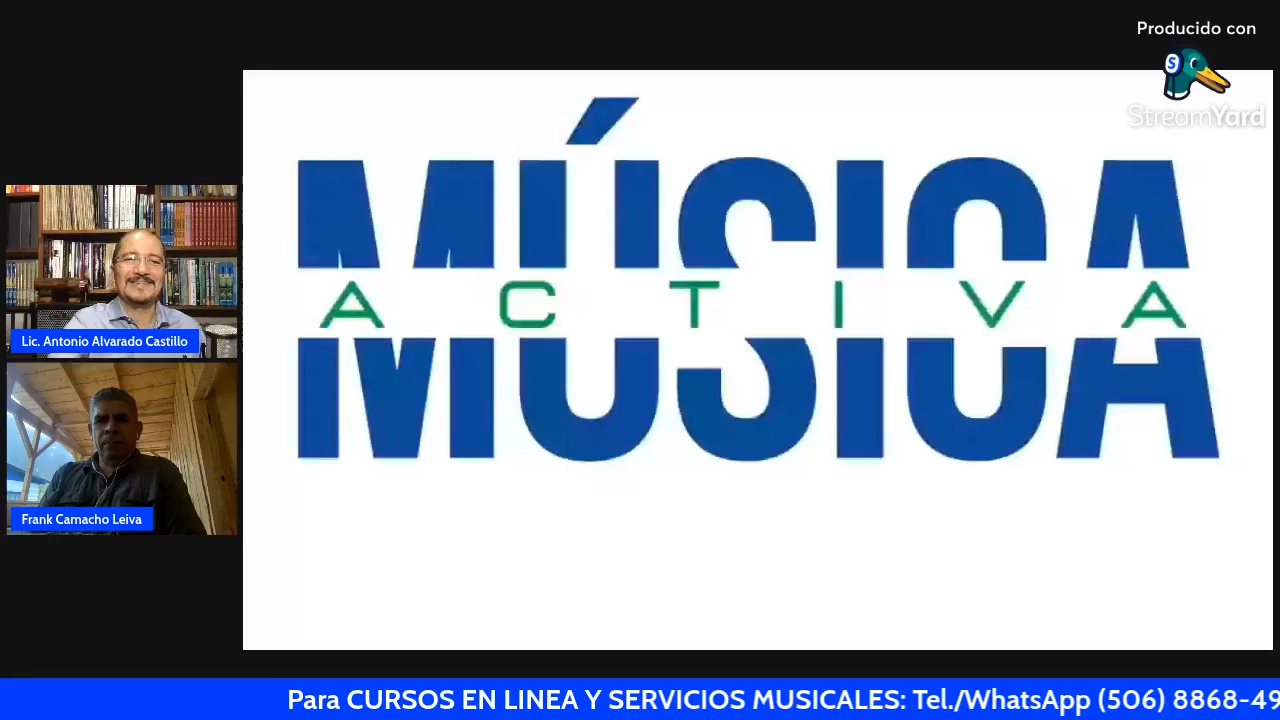 Producido con
StreamYard
MÚSICA
ACTIVA
Lic. Antonio Alvarado Castillo
Frank Camacho Leiva
Para CURSOS EN LINEA Y SERVICIOS MUSICALES: Tel./WhatsApp (506) 8868-49